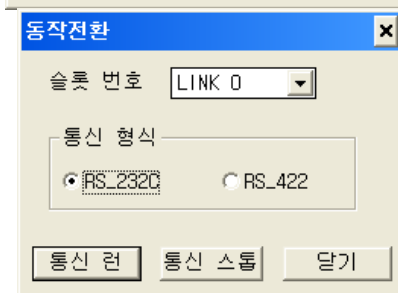 동작전환
슬롯 번호 LINK 0
통신 형식
RS_232C RS_422
통신 런 통신 스톱 닫기